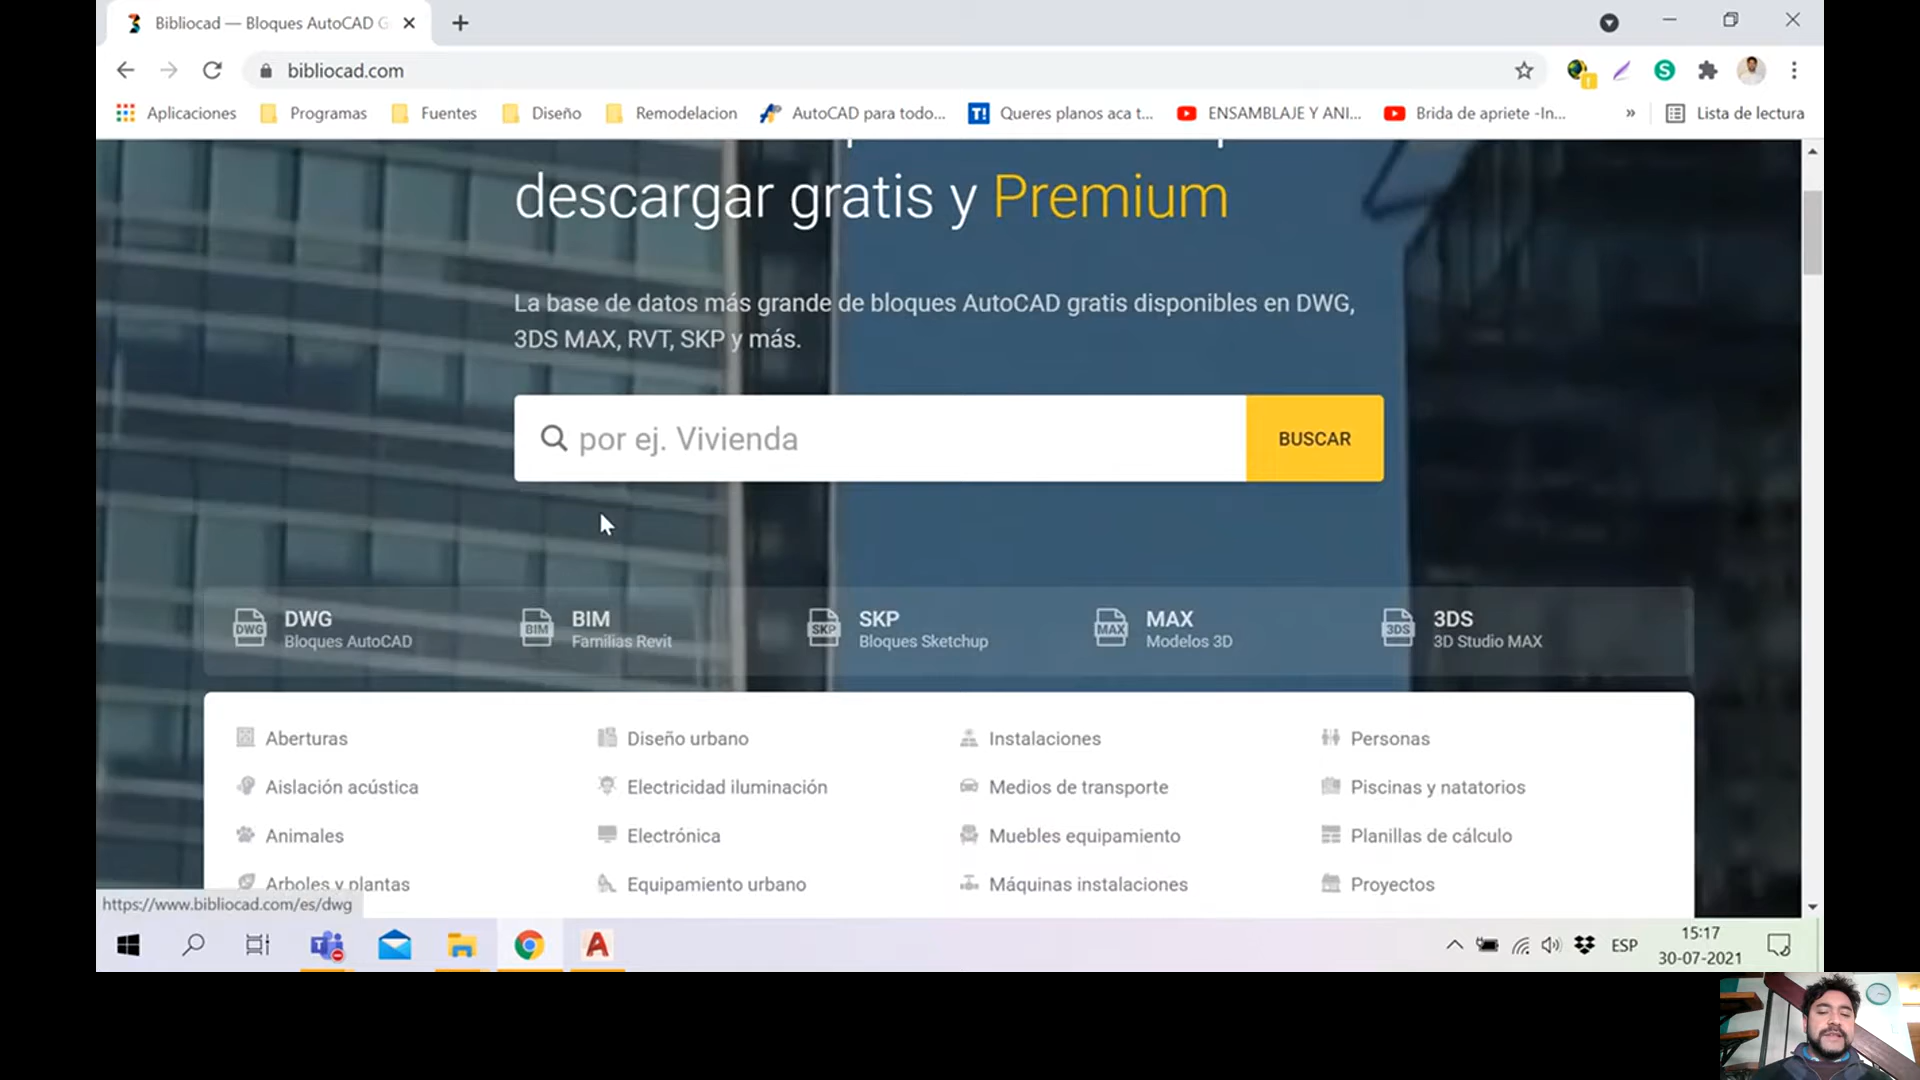 Bibliocad — Bloques AutoCAD G
bibliocad.com
Aplicaciones
Programas
Fuentes
Diseño
Remodelacion
AutoCAD para todo...
T!
Queres planos aca t...
ENSAMBLAJE Y ANI...
Brida de apriete -In...
»
Lista de lectura
descargar gratis y Premium
La base de datos más grande de bloques AutoCAD gratis disponibles en DWG,
3DS MAX, RVT, SKP y más.
por ej. Vivienda
BUSCAR
DWG
DWG
Bloques AutoCAD
BIM
BIM
Familias Revit
SKP
SKP
Bloques Sketchup
MAX
MAX
Modelos 3D
3DS
3DS
3D Studio MAX
Aberturas
Diseño urbano
Instalaciones
Personas
Aislación acústica
Electricidad iluminación
Medios de transporte
Piscinas y natatorios
Animales
Electrónica
Muebles equipamiento
Planillas de cálculo
Arboles y plantas
Equipamiento urbano
Máquinas instalaciones
Proyectos
https://www.bibliocad.com/es/dwg
ESP
15:17
30-07-2021